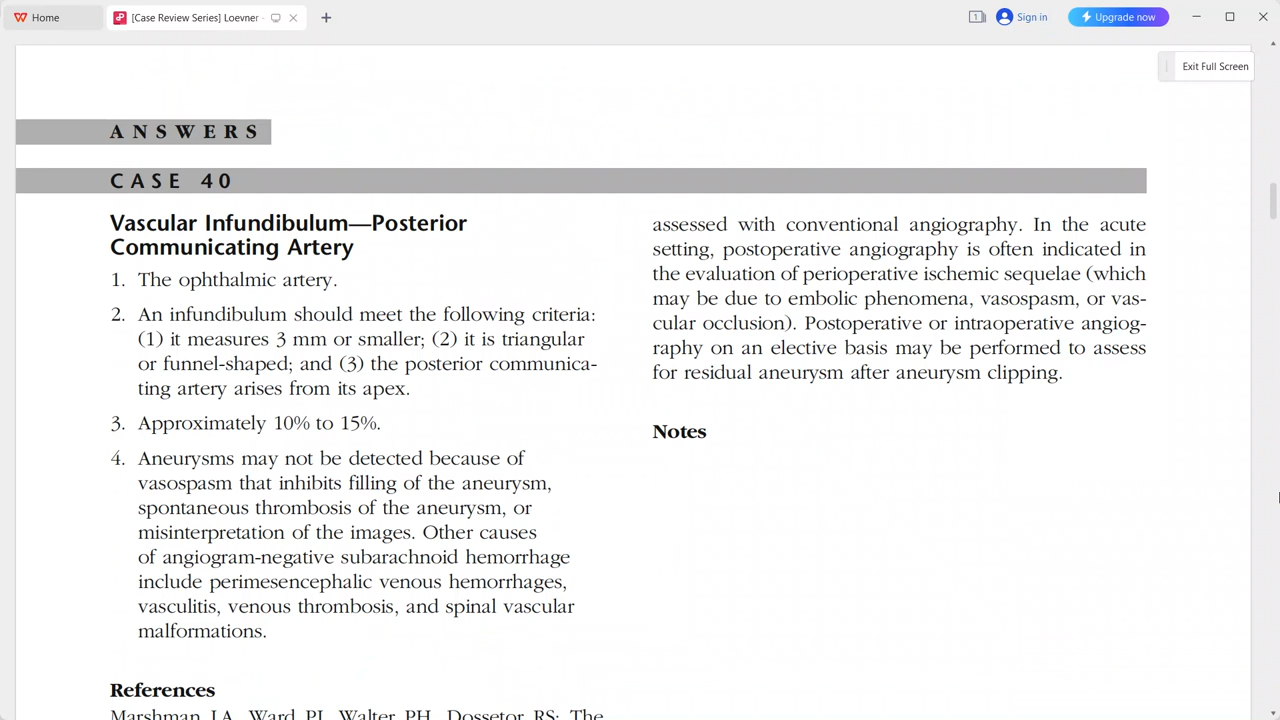 Home
[Case Review Series] Loevner
1
Sign in
Upgrade now
Exit Full Screen
ANSWERS
CASE 40
Vascular Infundibulum—Posterior
Communicating Artery
1. The ophthalmic artery.
2. An infundibulum should meet the following criteria:
(1) it measures 3 mm or smaller; (2) it is triangular
or funnel-shaped; and (3) the posterior communica-
ting artery arises from its apex.
3. Approximately 10% to 15%.
4. Aneurysms may not be detected because of
vasospasm that inhibits filling of the aneurysm,
spontaneous thrombosis of the aneurysm, or
misinterpretation of the images. Other causes
of angiogram-negative subarachnoid hemorrhage
include perimesencephalic venous hemorrhages,
vasculitis, venous thrombosis, and spinal vascular
malformations.
References
Marshman LA, Ward PJ, Walter PH, Dossetor RS: The
assessed with conventional angiography. In the acute
setting, postoperative angiography is often indicated in
the evaluation of perioperative ischemic sequelae (which
may be due to embolic phenomena, vasospasm, or vas-
cular occlusion). Postoperative or intraoperative angiog-
raphy on an elective basis may be performed to assess
for residual aneurysm after aneurysm clipping.
Notes